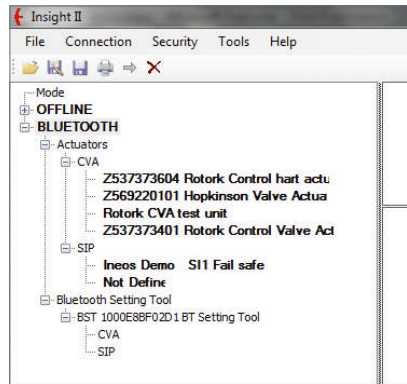 Insight II
File Connection Security Tools Help
Mode
OFFLINE
BLUETOOTH
Actuators
CVA
Z537373604 Rotork Control hart actu
Z569220101 Hopkinson Valve Actua
Rotork CVA test unit
Z537373401 Rotork Control Valve Act
SIP
Ineos Demo SI1 Fail safe
Not Define
Bluetooth Setting Tool
BST 1000E8BF02D1 BT Setting Tool
CVA
SIP